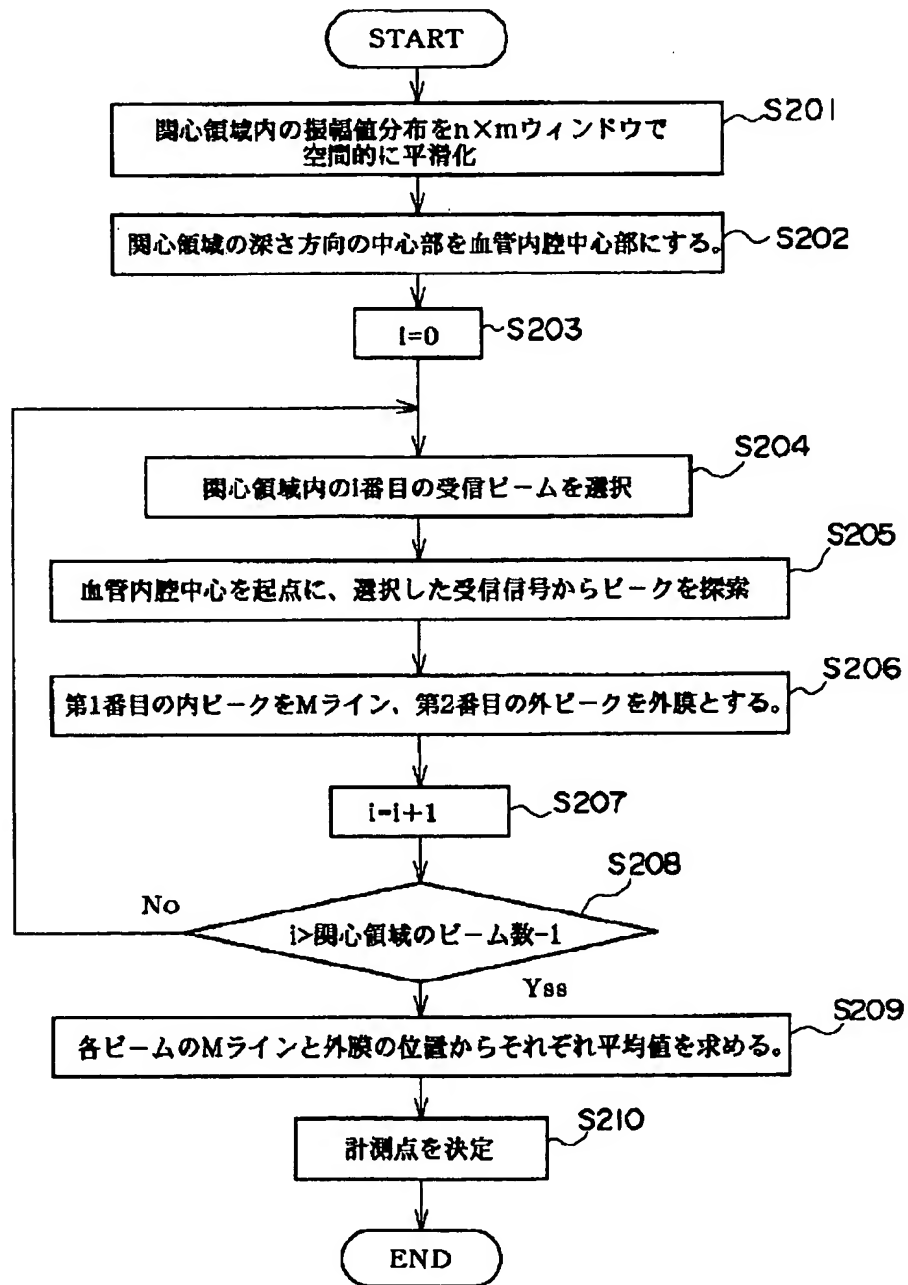 START
関心領域内の振幅値分布をn×mウィンドウで
空間的に平滑化
S201
関心領域の深さ方向の中心部を血管内腔中心部にする。
S202
i=0
S203
S204
関心領域内のi番目の受信ビームを選択
S205
血管内腔中心を起点に、選択した受信信号からピークを探索
S206
第1番目の内ピークをMライン、第2番目の外ピークを外膜とする。
i=i+1
S207
S208
No
i>関心領域のビーム数-1
Yss
S209
各ビームのMラインと外膜の位置からそれぞれ平均値を求める。
S210
計測点を決定
END